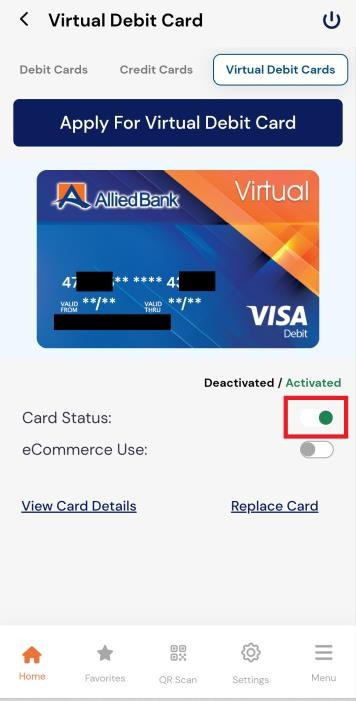 Virtual Debit Card
Debit Cards Credit Cards Virtual Debit Cards
Apply For Virtual Debit Card
AlliedBank Virtual
47 ** **** 4
VALID FROM **/** VALID THRU **/**
VISA
Debit
Deactivated / Activated
Card Status:
eCommerce Use:
View Card Details Replace Card
Home Favorites QR Scan Settings Menu